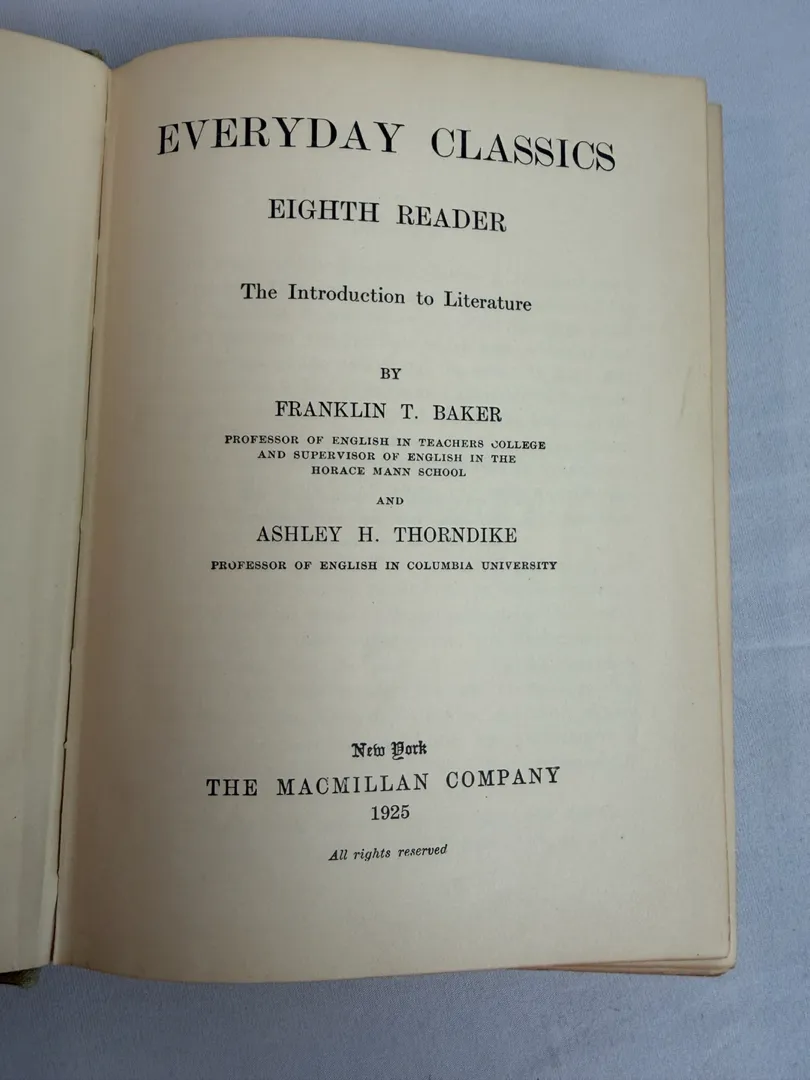 EVERYDAY CLASSICS
EIGHTH READER
The Introduction to Literature
BY
FRANKLIN T. BAKER
PROFESSOR OF ENGLISH IN TEACHERS COLLEGE
AND SUPERVISOR OF ENGLISH IN THE
HORACE MANN SCHOOL
AND
ASHLEY H. THORNDIKE
PROFESSOR OF ENGLISH IN COLUMBIA UNIVERSITY
New York
THE MACMILLAN COMPANY
1925
All rights reserved